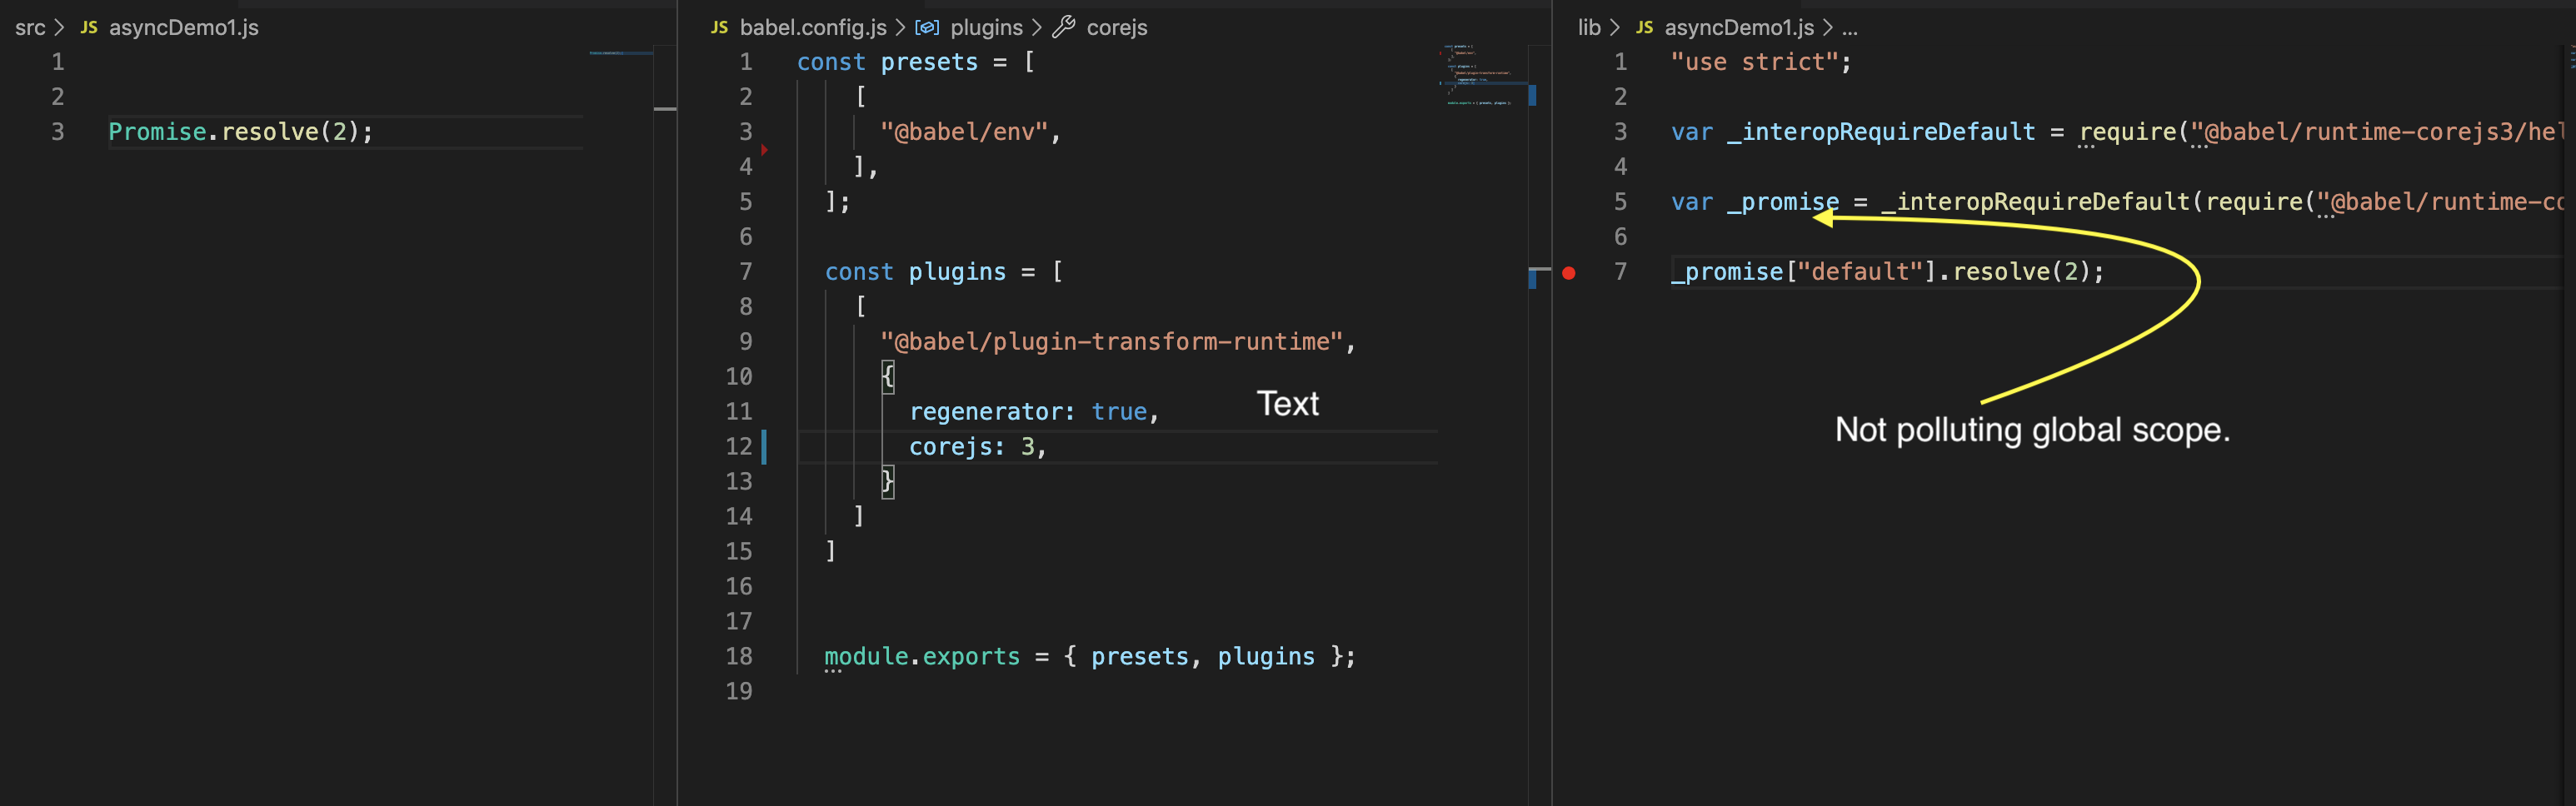 src > JS asyncDemo1.js
1
2
3 Promise.resolve(2);
JS babel.config.js > plugins > corejs
1 const presets = [
2 [
3 "@babel/env",
4 ],
5 ];
6
7 const plugins = [
8 [
9 "@babel/plugin-transform-runtime",
10 {
11 regenerator: true,
12 corejs: 3,
13 }
14 ]
15 ]
16
17
18 module.exports = { presets, plugins };
19
Text
lib > JS asyncDemo1.js > ...
1 "use strict";
2
3 var _interopRequireDefault = require("@babel/runtime-corejs3/hel
4
5 var _promise = _interopRequireDefault(require("@babel/runtime-co
6
7 _promise["default"].resolve(2);
Not polluting global scope.